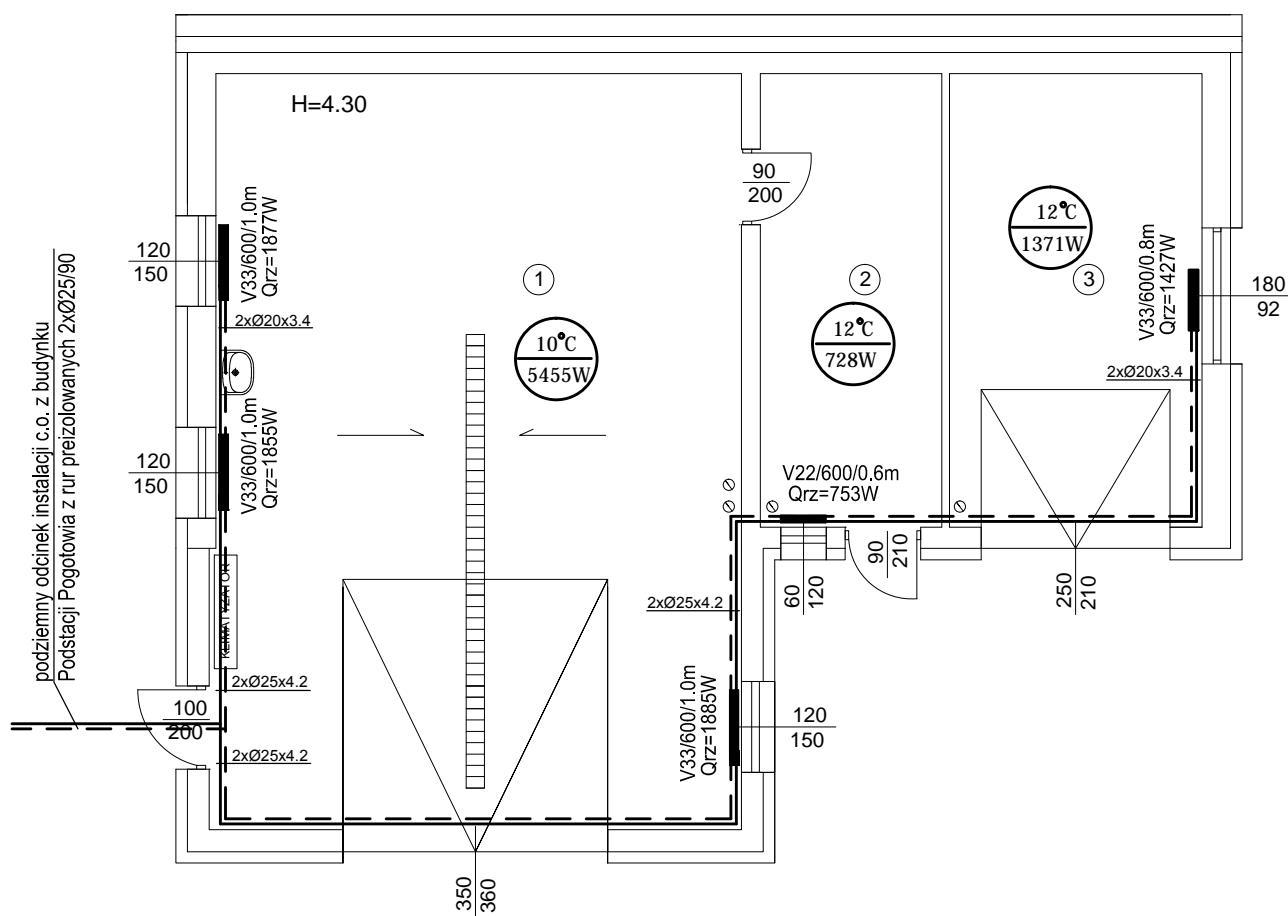 H=4.30
90
200
12°C
1371W
V33/600/1.0m
Qrz=1877W
120
150
1
2
3
V33/600/0.8m
Qrz=1427W
180
92
podziemny odcinek instalacji c.o. z budynku
Podstacji Pogotowia z rur preizolowanych 2xØ25/90
2xØ20x3.4
10°C
5455W
12°C
728W
2xØ20x3.4
V33/600/1.0m
Qrz=1855W
120
150
V22/600/0.6m
Qrz=753W
KLIMATYZATOR
60
120
90
210
250
210
2xØ25x4.2
2xØ25x4.2
100
200
2xØ25x4.2
V33/600/1.0m
Qrz=1885W
120
150
350
360